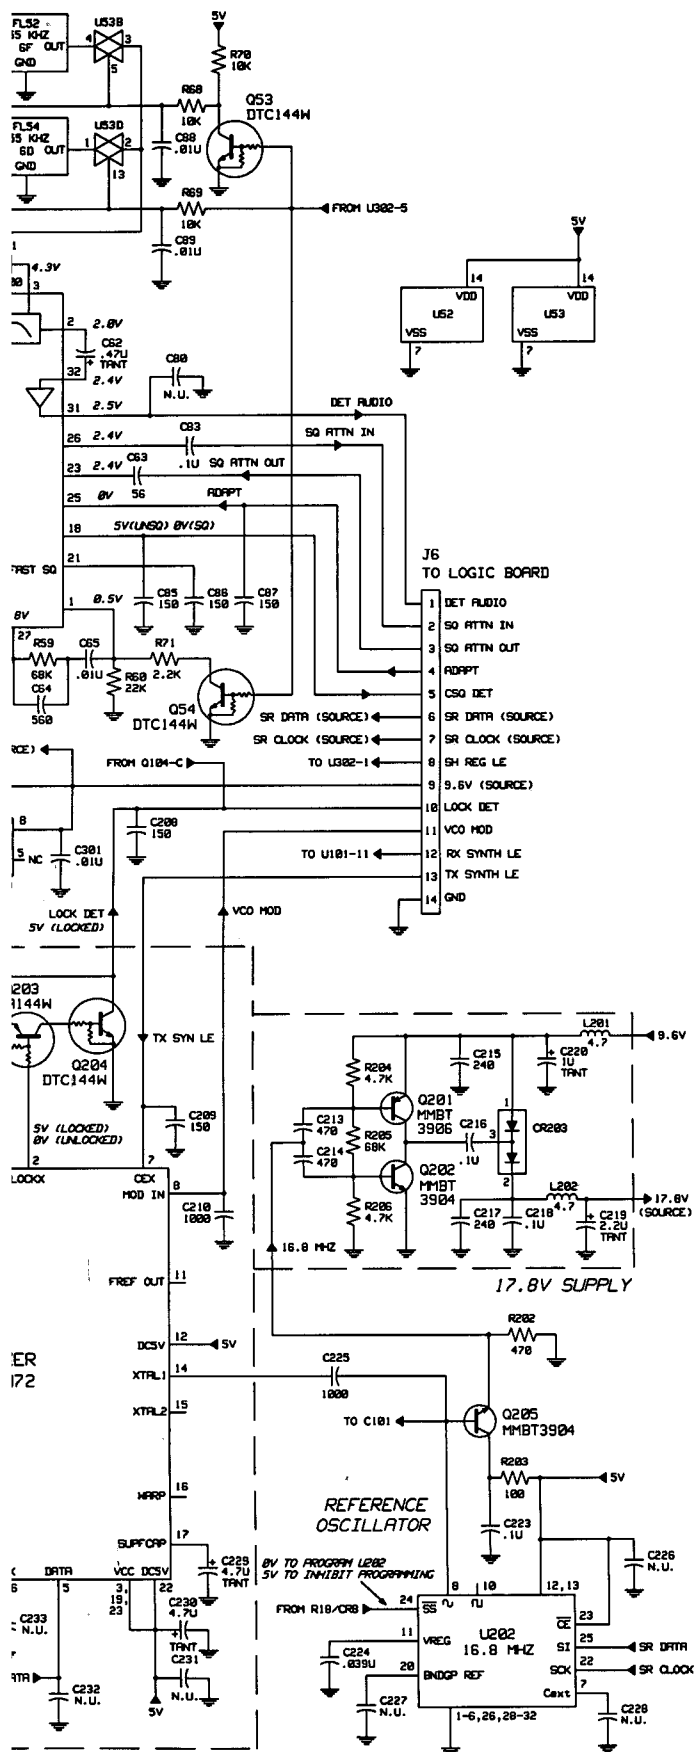 5V
FL52
U53B
35 KHZ
6F OUT
4
3
GND
5
R70
10K
R68
10K
Q53
DTC144W
FL54
U53D
35 KHZ
6D OUT
1
2
GND
13
C88
.01U
R69
10K
FROM U302-5
C89
.01U
5V
4.3V
3
14
VDD
U52
VSS
7
14
VDD
U53
VSS
7
2
2.0V
C62
.47U
TANT
32
2.4V
C80
N.U.
31
2.5V
DET AUDIO
26
2.4V
C83
.1U
SQ ATTN IN
23
2.4V
C63
56
SQ ATTN OUT
25
0V
ADAPT
18
5V(UNSQ) 0V(SQ)
FAST SQ
21
C85
150
C86
150
C87
150
J6
TO LOGIC BOARD
1
0.5V
8V
27
R59
68K
C64
560
C65
.01U
R60
22K
R71
2.2K
Q54
DTC144W
1 DET AUDIO
2 SQ ATTN IN
3 SQ ATTN OUT
4 ADAPT
5 CSQ DET
SR DATA (SOURCE) 6 SR DATA (SOURCE)
SR CLOCK (SOURCE) 7 SR CLOCK (SOURCE)
TO U302-1 8 SH REG LE
9 9.6V (SOURCE)
10 LOCK DET
11 VCO MOD
TO U101-11 12 RX SYNTH LE
13 TX SYNTH LE
14 GND
RCE)
FROM Q104-C
8
5
NC
C301
.01U
C208
150
LOCK DET
5V (LOCKED)
VCO MOD
Q203
A144W
Q204
DTC144W
TX SYN LE
5V (LOCKED)
0V (UNLOCKED)
C209
150
2
7
LOCKX
CEX
MOD IN
8
C210
1000
L201
4.7
9.6V
R204
4.7K
C215
240
C220
1U
TANT
Q201
MMBT
3906
C213
470
R205
68K
C214
470
C216
.1U
1
3
2
CR203
Q202
MMBT
3904
R206
4.7K
L202
4.7
17.8V
(SOURCE)
C217
240
C218
.1U
C219
2.2U
TANT
16.8 MHZ
17.8V SUPPLY
FREF OUT
11
R202
470
DC5V
12
5V
ER
172
XTAL1
14
C225
1000
XTAL2
15
TO C101
Q205
MMBT3904
R203
100
5V
WARP
16
REFERENCE
OSCILLATOR
C223
.1U
SUPFCAP
17
C229
4.7U
TANT
0V TO PROGRAM U202
5V TO INHIBIT PROGRAMMING
C226
N.U.
DATA
VCC DC5V
6
5
3,
19,
23
22
C230
4.7U
TANT
C231
N.U.
5V
C233
N.U.
ATA
C232
N.U.
8
10
12,13
FROM R18/CR8
24
SS
U202
16.8 MHZ
CE
23
11
VREG
SI
25
SR DATA
C224
.039U
20
BNDGP REF
SCK
22
SR CLOCK
Cext
7
C227
N.U.
1-6,26,28-32
C228
N.U.